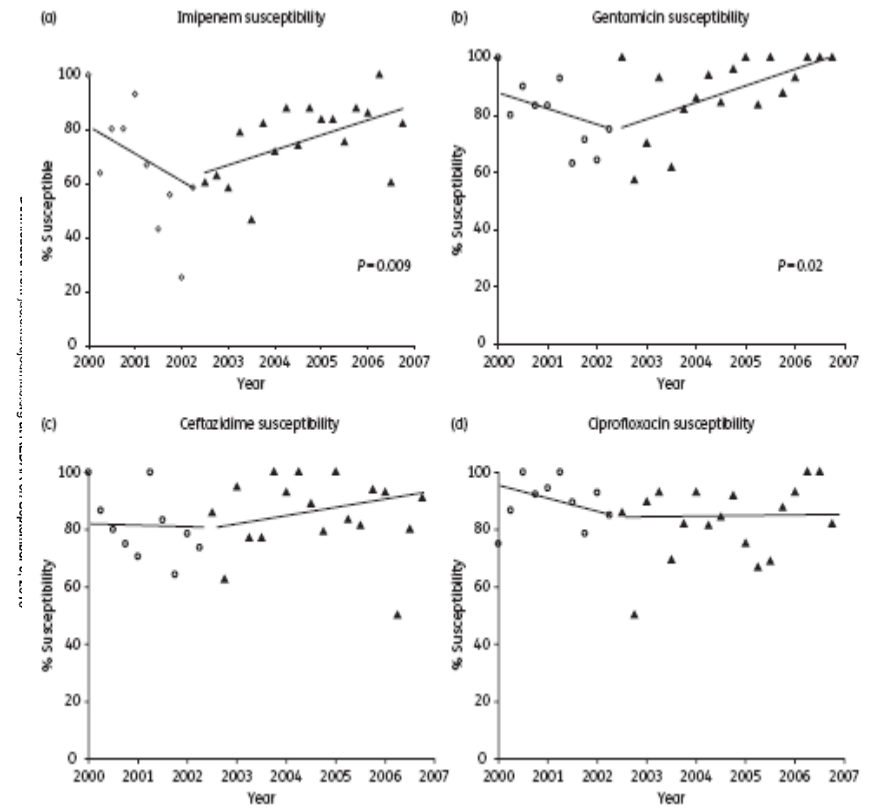 (a) Imipenem susceptibility
% Susceptible
100
80
60
40
20
0
P=0.009
2000 2001 2002 2003 2004 2005 2006 2007
Year
(b) Gentamicin susceptibility
% Susceptibility
100
80
60
40
20
0
P=0.02
2000 2001 2002 2003 2004 2005 2006 2007
Year
(c) Ceftazidime susceptibility
% Susceptibility
100
80
60
40
20
0
2000 2001 2002 2003 2004 2005 2006 2007
Year
(d) Ciprofloxacin susceptibility
% Susceptibility
100
80
60
40
20
0
2000 2001 2002 2003 2004 2005 2006 2007
Year